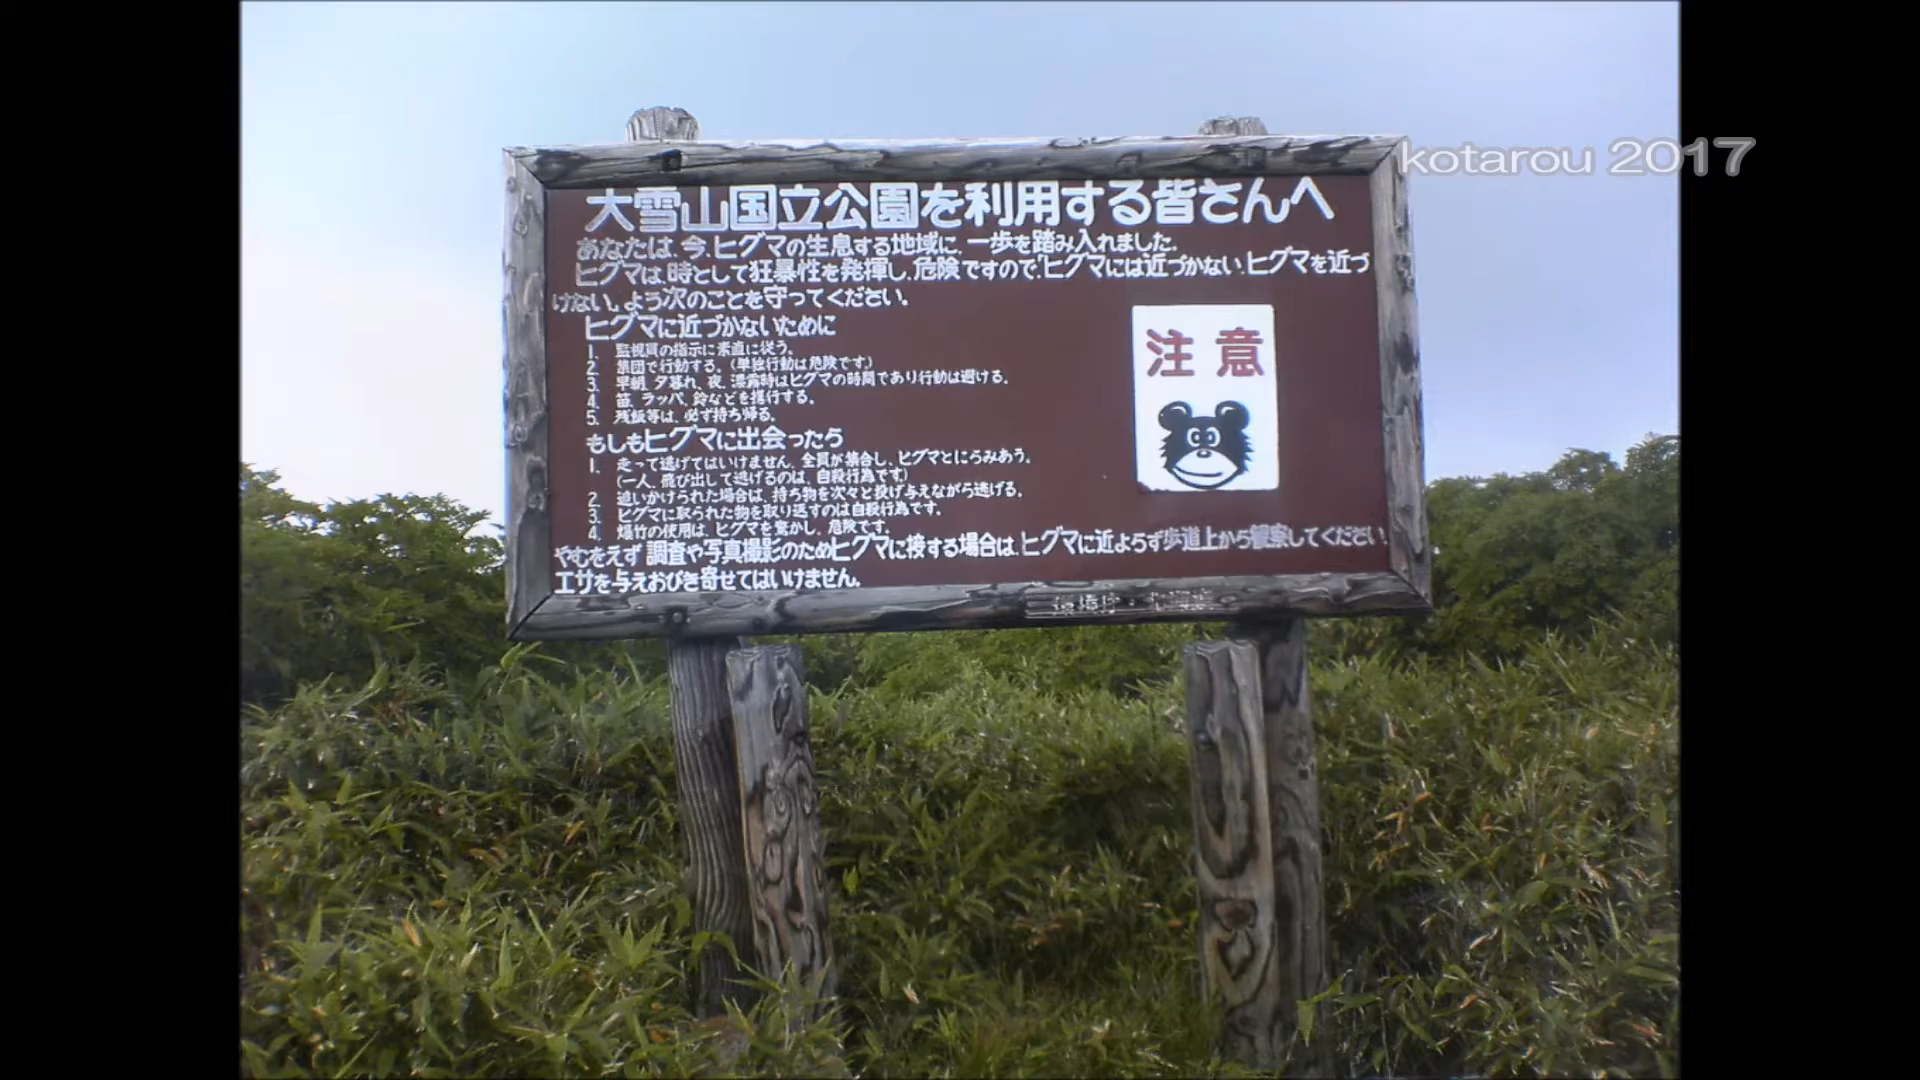 kotarou 2017
大雪山国立公園を利用する皆さんへ
あなたは、今、ヒグマの生息する地域に、一歩を踏み入れました。
ヒグマは、時として狂暴性を発揮し、危険ですので、「ヒグマには近づかない、ヒグマを近づ
けない」よう次のことを守ってください。
ヒグマに近づかないために
1. 監視員の指示に素直に従う。
2. 集団で行動する。(単独行動は危険です。)
3. 早朝、夕暮れ、夜、濃霧時はヒグマの時間であり行動は避ける。
4. 笛、ラッパ、鈴などを携行する。
5. 残飯等は、必ず持ち帰る。
もしもヒグマに出会ったら
1. 走って逃げてはいけません。全員が集合し、ヒグマとにらみあう。
(一人、飛び出して逃げるのは、自殺行為です。)
2. 追いかけられた場合は、持ち物を次々と投げ与えながら逃げる。
3. ヒグマに取られた物を取り返すのは自殺行為です。
4. 爆竹の使用は、ヒグマを驚かし、危険です。
やむをえず調査や写真撮影のためヒグマに接する場合は、ヒグマに近よらず歩道上から観察してください。
エサを与えおびき寄せてはいけません。
注意